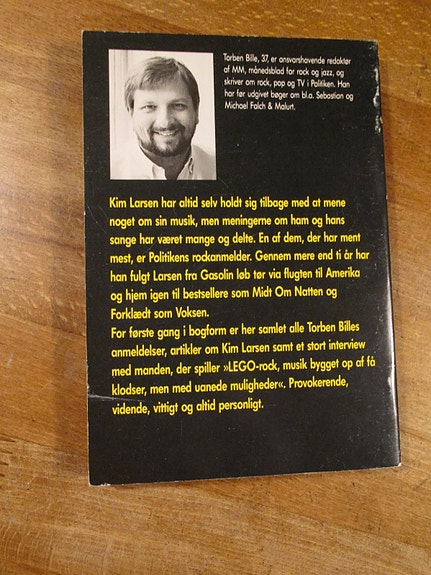 Torben Bille, 37, er ansvarshavende redaktør
af MM, månedsblad for rock og jazz, og
skriver om rock, pop og TV i Politiken. Han
har før udgivet bøger om bl.a. Sebastian og
Michael Falch & Malurt.
Kim Larsen har altid selv holdt sig tilbage med at mene
noget om sin musik, men meningerne om ham og hans
sange har været mange og delte. En af dem, der har ment
mest, er Politikens rockanmelder. Gennem mere end ti år har
han fulgt Larsen fra Gasolin løb tør via flugten til Amerika
og hjem igen til bestsellere som Midt Om Natten og
Forklædt som Voksen.
For første gang i bogform er her samlet alle Torben Billes
anmeldelser, artikler om Kim Larsen samt et stort interview
med manden, der spiller »LEGO-rock, musik bygget op af få
klodser, men med uanede muligheder«. Provokerende,
vidende, vittigt og altid personligt.